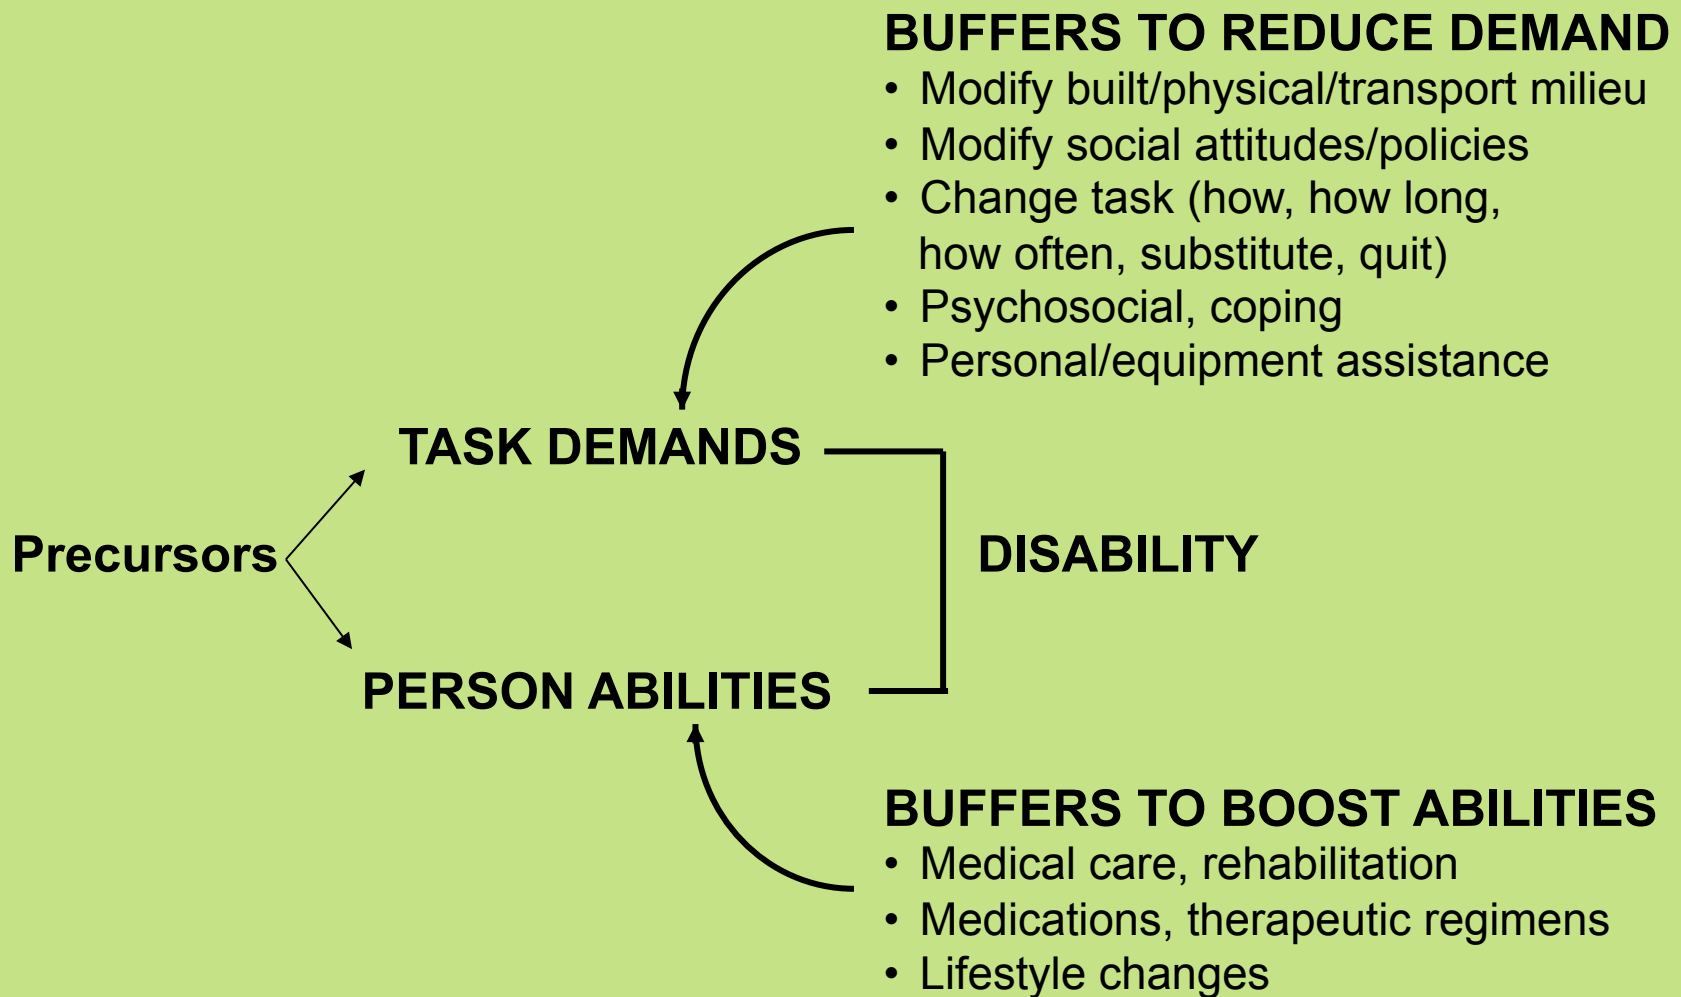 BUFFERS TO REDUCE DEMAND
• Modify built/physical/transport milieu
• Modify social attitudes/policies
• Change task (how, how long,
how often, substitute, quit)
• Psychosocial, coping
• Personal/equipment assistance
TASK DEMANDS
Precursors
DISABILITY
PERSON ABILITIES
BUFFERS TO BOOST ABILITIES
• Medical care, rehabilitation
• Medications, therapeutic regimens
• Lifestyle changes